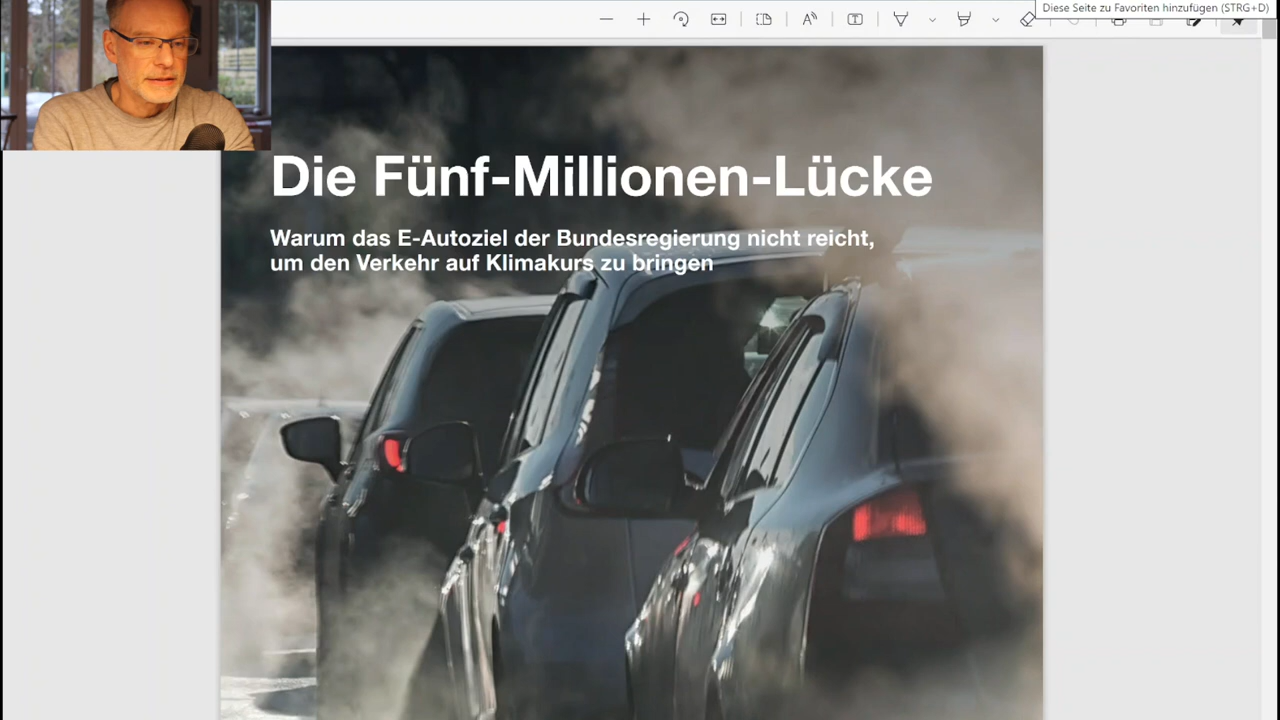 Diese Seite zu Favoriten hinzufügen (STRG+D)
Die Fünf-Millionen-Lücke
Warum das E-Autoziel der Bundesregierung nicht reicht,
um den Verkehr auf Klimakurs zu bringen